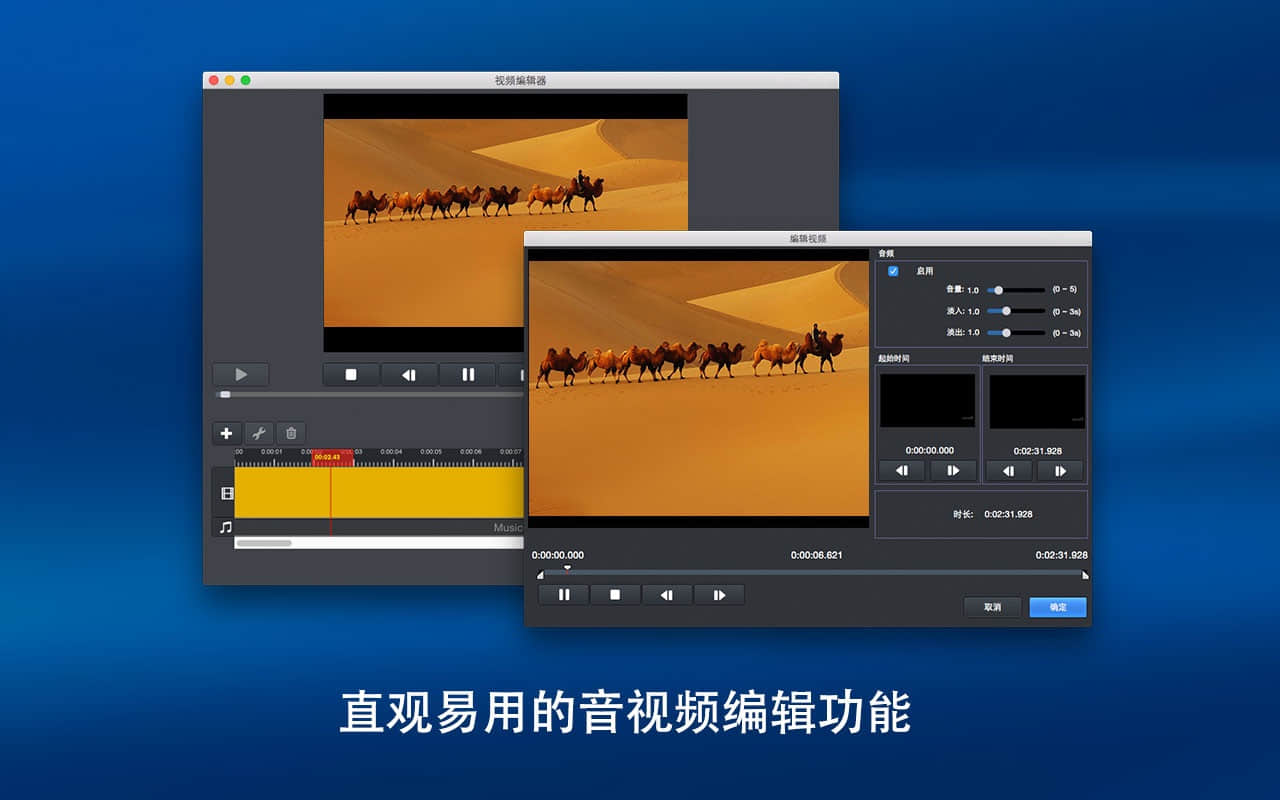 视频编辑器
0:00:01
00:02.43
0:00:04
0:00:05
0:00:06
0:00:07
Music
编辑视频
音频
启用
音量: 1.0 (0 ~ 5)
淡入: 1.0 (0 ~ 3s)
淡出: 1.0 (0 ~ 3s)
起始时间 结束时间
0:00:00.000 0:02:31.928
时长: 0:02:31.928
0:00:00.000 0:00:06.621 0:02:31.928
取消 确定
直观易用的音视频编辑功能